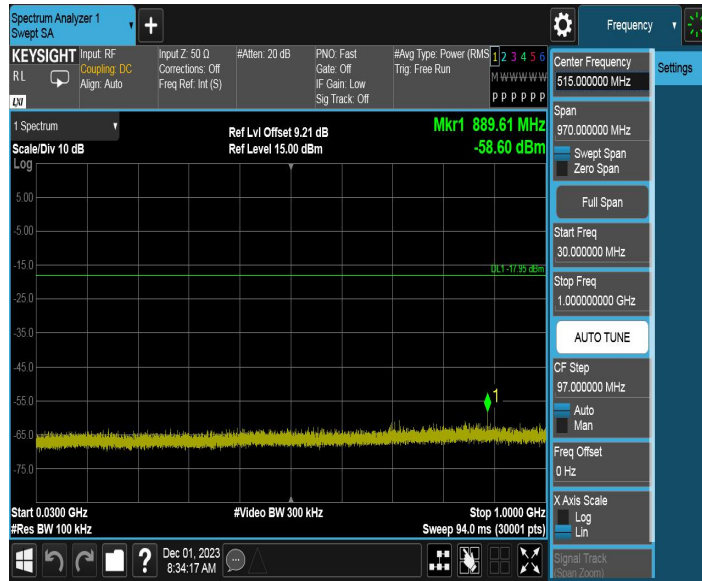 Spectrum Analyzer 1
Swept SA
+
Frequency
KEYSIGHT
RL
LXI
Input: RF
Coupling: DC
Align: Auto
Input Z: 50 Ω
Corrections: Off
Freq Ref: Int (S)
#Atten: 20 dB
PNO: Fast
Gate: Off
IF Gain: Low
Sig Track: Off
#Avg Type: Power (RMS
Trig: Free Run
1 2 3 4 5 6
M W W W W W
P P P P P P
1 Spectrum
Scale/Div 10 dB
Log
Ref Lvl Offset 9.21 dB
Ref Level 15.00 dBm
Mkr1 889.61 MHz
-58.60 dBm
5.00
-5.00
-15.0
DL1 -17.95 dBm
-25.0
-35.0
-45.0
-55.0
1
-65.0
-75.0
Start 0.0300 GHz
#Res BW 100 kHz
#Video BW 300 kHz
Stop 1.0000 GHz
Sweep 94.0 ms (30001 pts)
?
Dec 01, 2023
8:34:17 AM
Center Frequency
515.000000 MHz
Settings
Span
970.000000 MHz
Swept Span
Zero Span
Full Span
Start Freq
30.000000 MHz
Stop Freq
1.000000000 GHz
AUTO TUNE
CF Step
97.000000 MHz
Auto
Man
Freq Offset
0 Hz
X Axis Scale
Log
Lin
Signal Track
(Span Zoom)